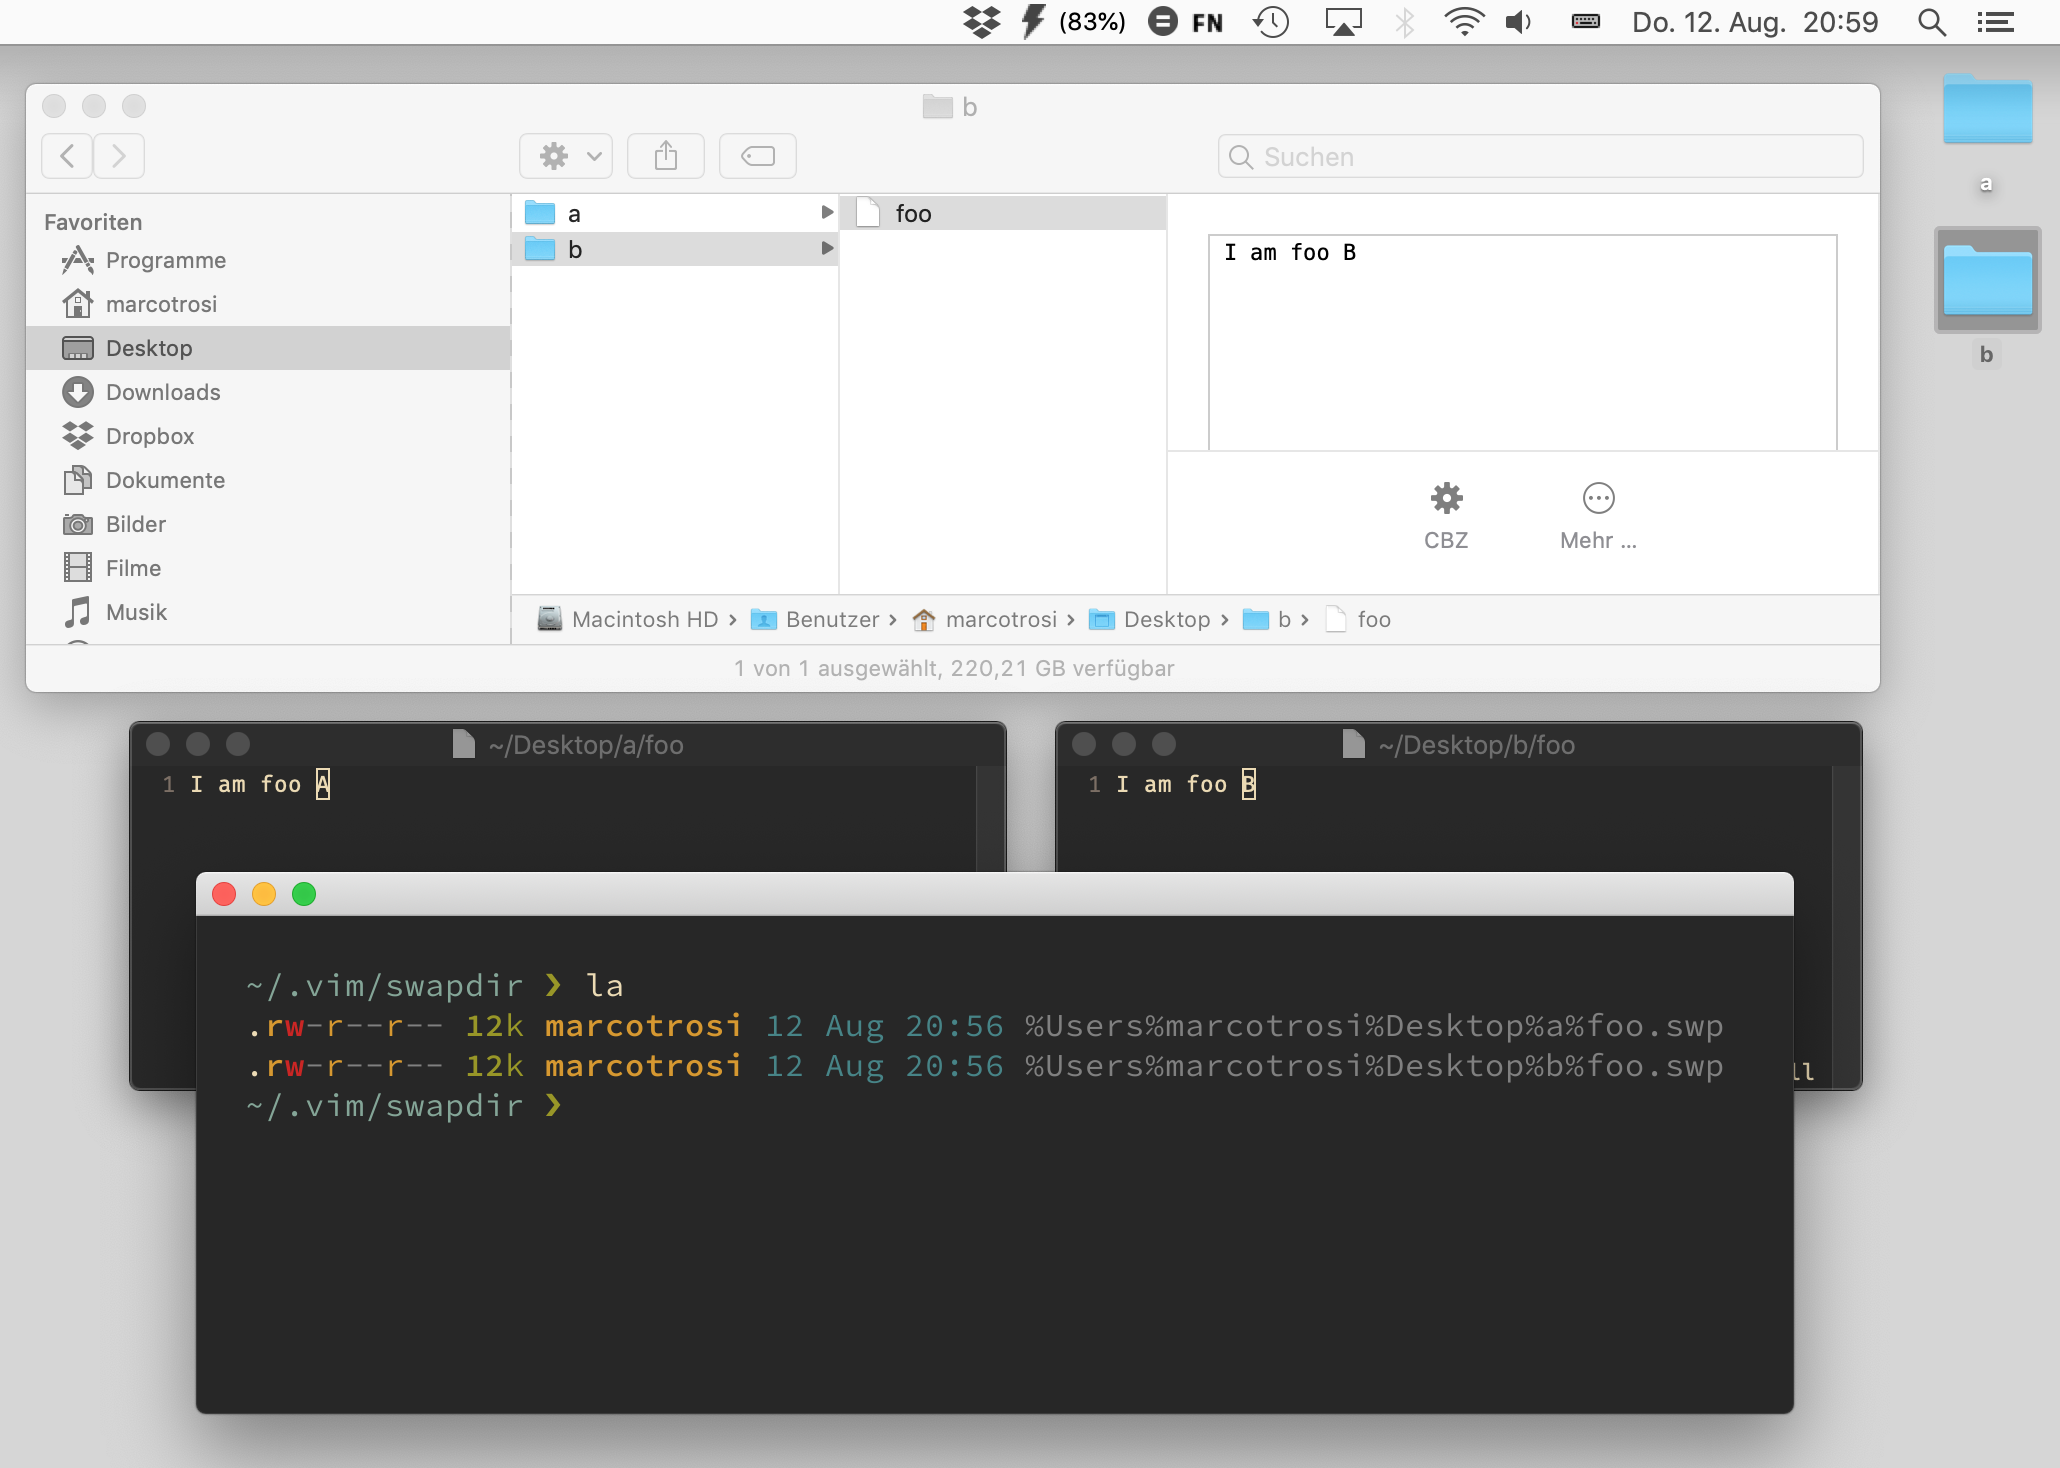 (83%) FN Do. 12. Aug. 20:59
b
Suchen
a
b
Favoriten
Programme
marcotrosi
Desktop
Downloads
Dropbox
Dokumente
Bilder
Filme
Musik
a
b
foo
I am foo B
CBZ
Mehr ...
Macintosh HD › Benutzer › marcotrosi › Desktop › b › foo
1 von 1 ausgewählt, 220,21 GB verfügbar
~/Desktop/a/foo
1 I am foo A
~/Desktop/b/foo
1 I am foo B
ll
~/.vim/swapdir ❯ la
.rw-r--r-- 12k marcotrosi 12 Aug 20:56 %Users%marcotrosi%Desktop%a%foo.swp
.rw-r--r-- 12k marcotrosi 12 Aug 20:56 %Users%marcotrosi%Desktop%b%foo.swp
~/.vim/swapdir ❯